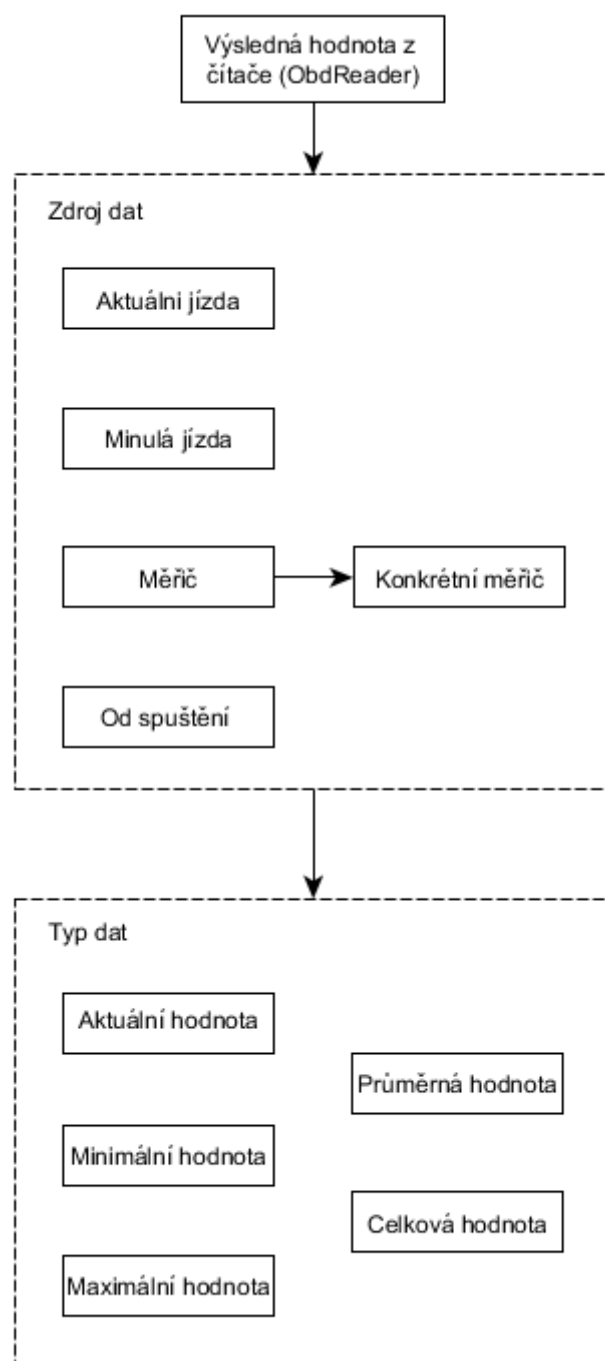 Výsledná hodnota z
čítače (ObdReader)
Zdroj dat
Aktuálni jízda
Minulá jízda
Měřič
Konkrétní měřič
Od spuštění
Typ dat
Aktuální hodnota
Průměrná hodnota
Minimální hodnota
Celková hodnota
Maximální hodnota